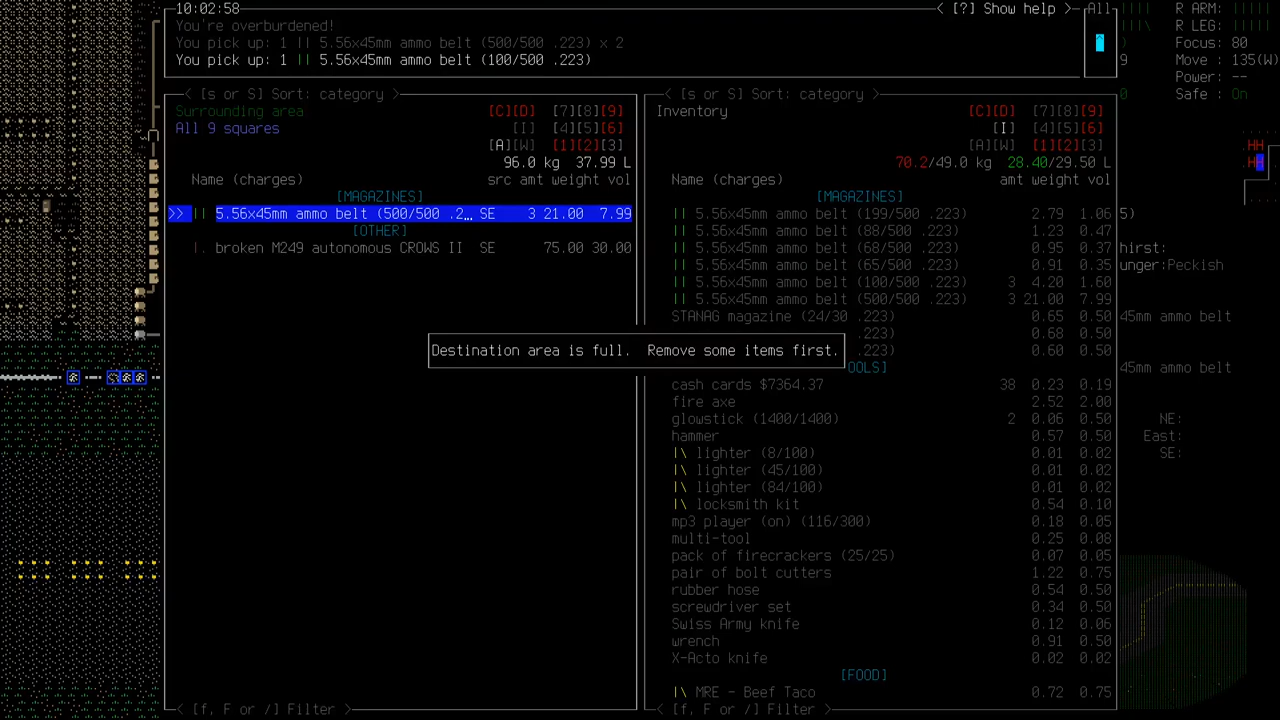 10:02:58 < [?] Show help > All
You're overburdened!
You pick up: 1 || 5.56x45mm ammo belt (500/500 .223) x 2
You pick up: 1 || 5.56x45mm ammo belt (100/500 .223)
R ARM:
R LEG:
Focus: 80
9 Move : 135(W)
Power: --
0 Safe : On
< [s or S] Sort: category >
Surrounding area [C][D] [7][8][9]
All 9 squares [I] [4][5][6]
[A][W] [1][2][3]
96.0 kg 37.99 L
Name (charges) src amt weight vol
[MAGAZINES]
>> || 5.56x45mm ammo belt (500/500 .2… SE 3 21.00 7.99
[OTHER]
|. broken M249 autonomous CROWS II SE 75.00 30.00
< [f, F or /] Filter >
< [s or S] Sort: category >
Inventory [C][D] [7][8][9]
[I] [4][5][6]
[A][W] [1][2][3]
70.2/49.0 kg 28.40/29.50 L
Name (charges) amt weight vol
[MAGAZINES]
|| 5.56x45mm ammo belt (199/500 .223) 2.79 1.06
|| 5.56x45mm ammo belt (88/500 .223) 1.23 0.47
|| 5.56x45mm ammo belt (68/500 .223) 0.95 0.37
|| 5.56x45mm ammo belt (65/500 .223) 0.91 0.35
|| 5.56x45mm ammo belt (100/500 .223) 3 4.20 1.60
|| 5.56x45mm ammo belt (500/500 .223) 3 21.00 7.99
STANAG magazine (24/30 .223) 0.65 0.50
.223) 0.68 0.50
.223) 0.60 0.50
Destination area is full. Remove some items first.
OOLS]
cash cards $7364.37 38 0.23 0.19
fire axe 2.52 2.00
glowstick (1400/1400) 2 0.06 0.50
hammer 0.57 0.50
|\ lighter (8/100) 0.01 0.02
|\ lighter (45/100) 0.01 0.02
|\ lighter (84/100) 0.01 0.02
|\ locksmith kit 0.54 0.10
mp3 player (on) (116/300) 0.18 0.05
multi-tool 0.25 0.08
pack of firecrackers (25/25) 0.07 0.05
pair of bolt cutters 1.22 0.75
rubber hose 0.54 0.50
screwdriver set 0.34 0.50
Swiss Army knife 0.12 0.06
wrench 0.91 0.50
X-Acto knife 0.02 0.02
[FOOD]
|\ MRE - Beef Taco 0.72 0.75
< [f, F or /] Filter >
HH
H
5)
hirst:
unger:Peckish
45mm ammo belt
45mm ammo belt
NE:
East:
SE: